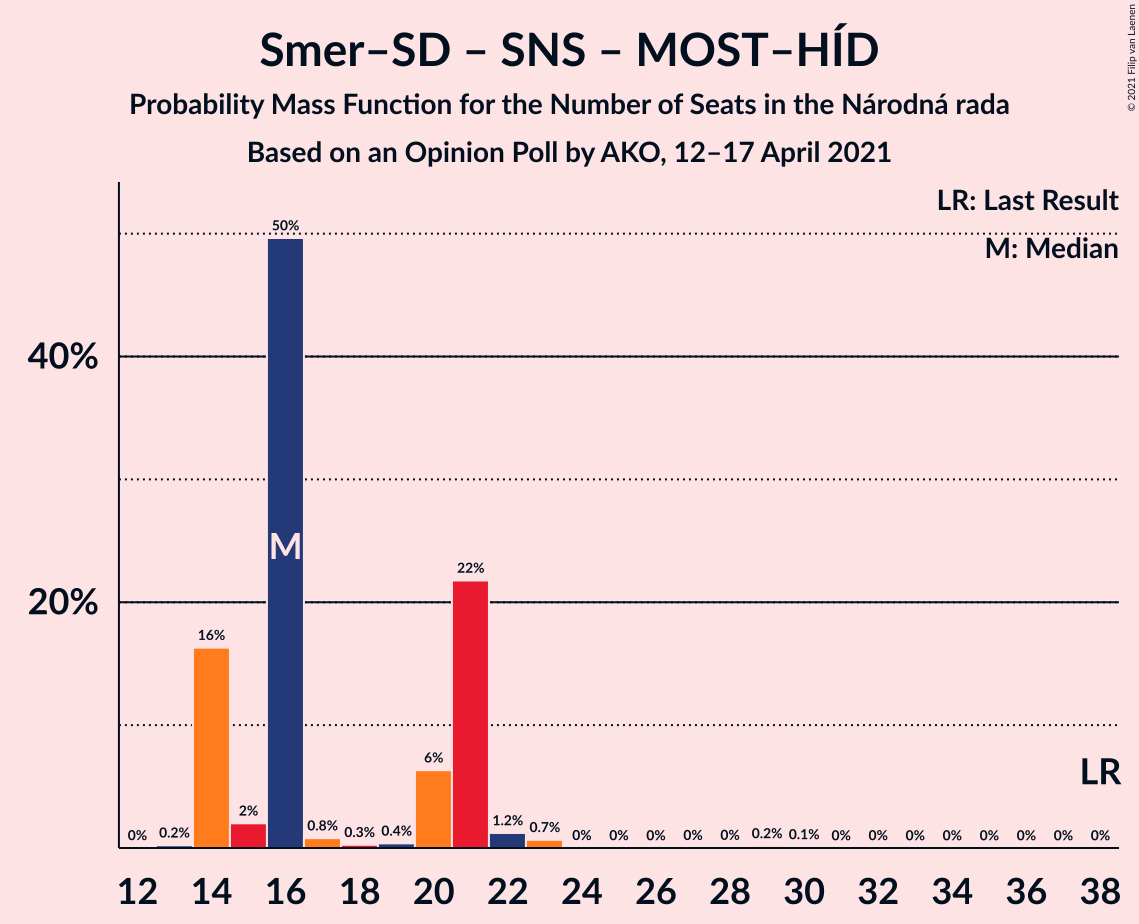 Smer–SD – SNS – MOST–HÍD
Probability Mass Function for the Number of Seats in the Národná rada
Based on an Opinion Poll by AKO, 12–17 April 2021
© 2021 Filip van Laenen
LR: Last Result
M: Median
50%
40%
M
22%
20%
16%
6%
LR
2%
0% 0.2% 0.8% 0.3% 0.4% 1.2% 0.7% 0% 0% 0% 0% 0% 0.2% 0.1% 0% 0% 0% 0% 0% 0% 0% 0%
12 14 16 18 20 22 24 26 28 30 32 34 36 38